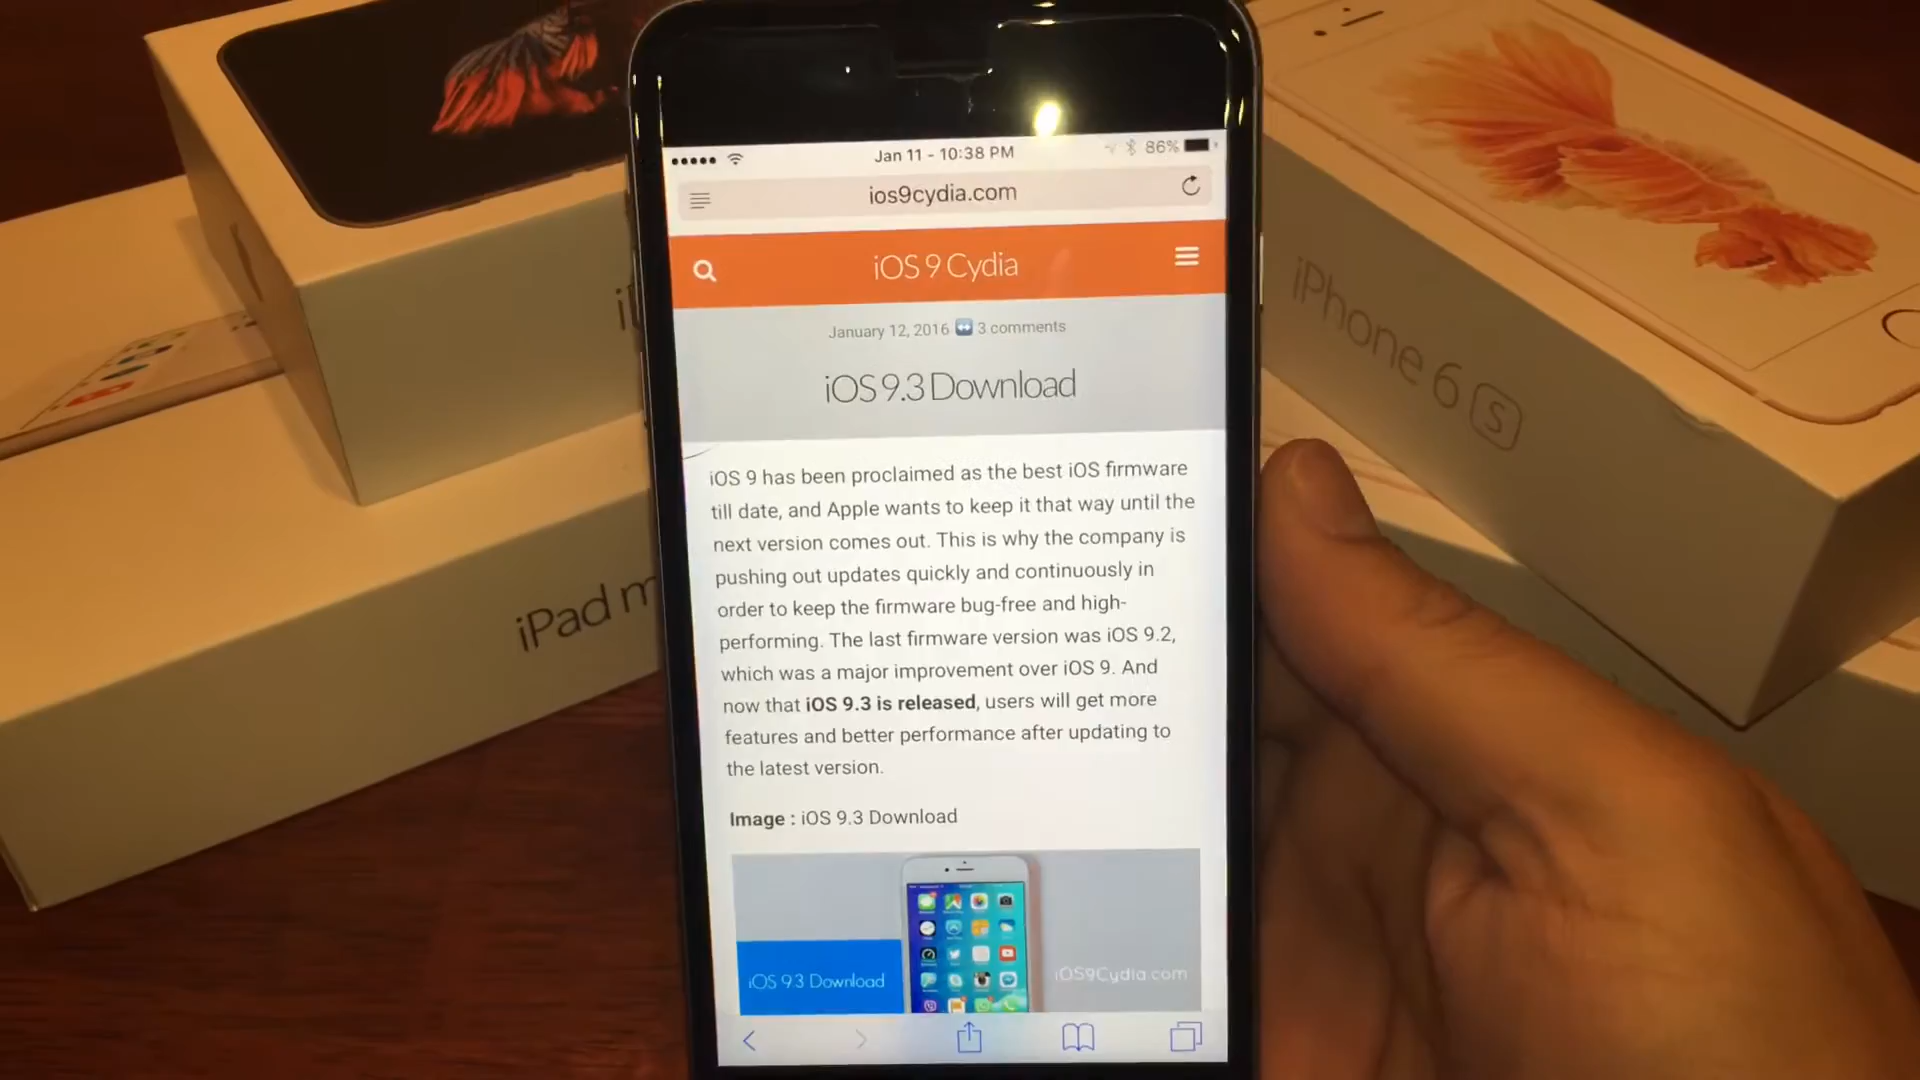 Jan 11 - 10:38 PM
86%
ios9cydia.com
iOS 9 Cydia
January 12, 2016 3 comments
iOS 9.3 Download
iOS 9 has been proclaimed as the best iOS firmware
till date, and Apple wants to keep it that way until the
next version comes out. This is why the company is
pushing out updates quickly and continuously in
order to keep the firmware bug-free and high-
performing. The last firmware version was iOS 9.2,
which was a major improvement over iOS 9. And
now that iOS 9.3 is released, users will get more
features and better performance after updating to
the latest version.
Image : iOS 9.3 Download
iOS 9.3 Download
iOS9Cydia.com
iPad m
iPhone 6 S